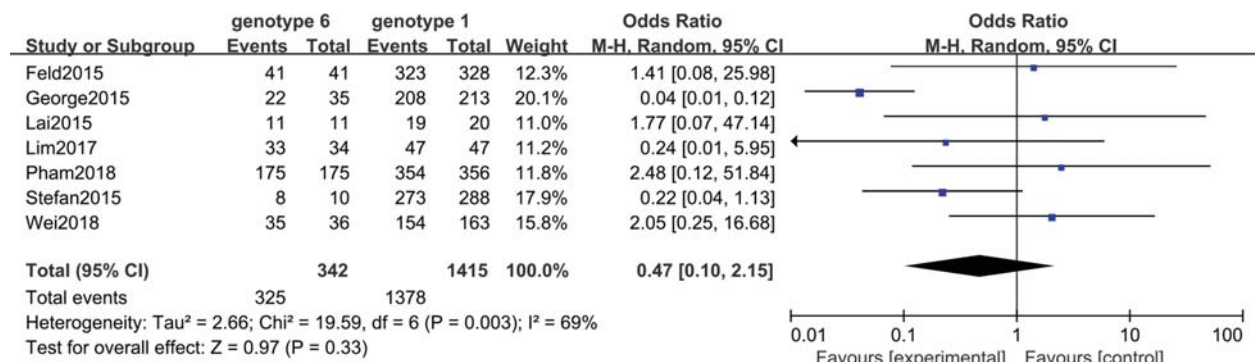 genotype 6 genotype 1 Odds Ratio Odds Ratio
Study or Subgroup Events Total Events Total Weight M-H, Random, 95% CI M-H, Random, 95% CI
Feld2015 41 41 323 328 12.3% 1.41 [0.08, 25.98]
George2015 22 35 208 213 20.1% 0.04 [0.01, 0.12]
Lai2015 11 11 19 20 11.0% 1.77 [0.07, 47.14]
Lim2017 33 34 47 47 11.2% 0.24 [0.01, 5.95]
Pham2018 175 175 354 356 11.8% 2.48 [0.12, 51.84]
Stefan2015 8 10 273 288 17.9% 0.22 [0.04, 1.13]
Wei2018 35 36 154 163 15.8% 2.05 [0.25, 16.68]
Total (95% CI) 342 1415 100.0% 0.47 [0.10, 2.15]
Total events 325 1378
Heterogeneity: Tau² = 2.66; Chi² = 19.59, df = 6 (P = 0.003); I² = 69%
Test for overall effect: Z = 0.97 (P = 0.33)
0.01 0.1 1 10 100
Favours [experimental] Favours [control]